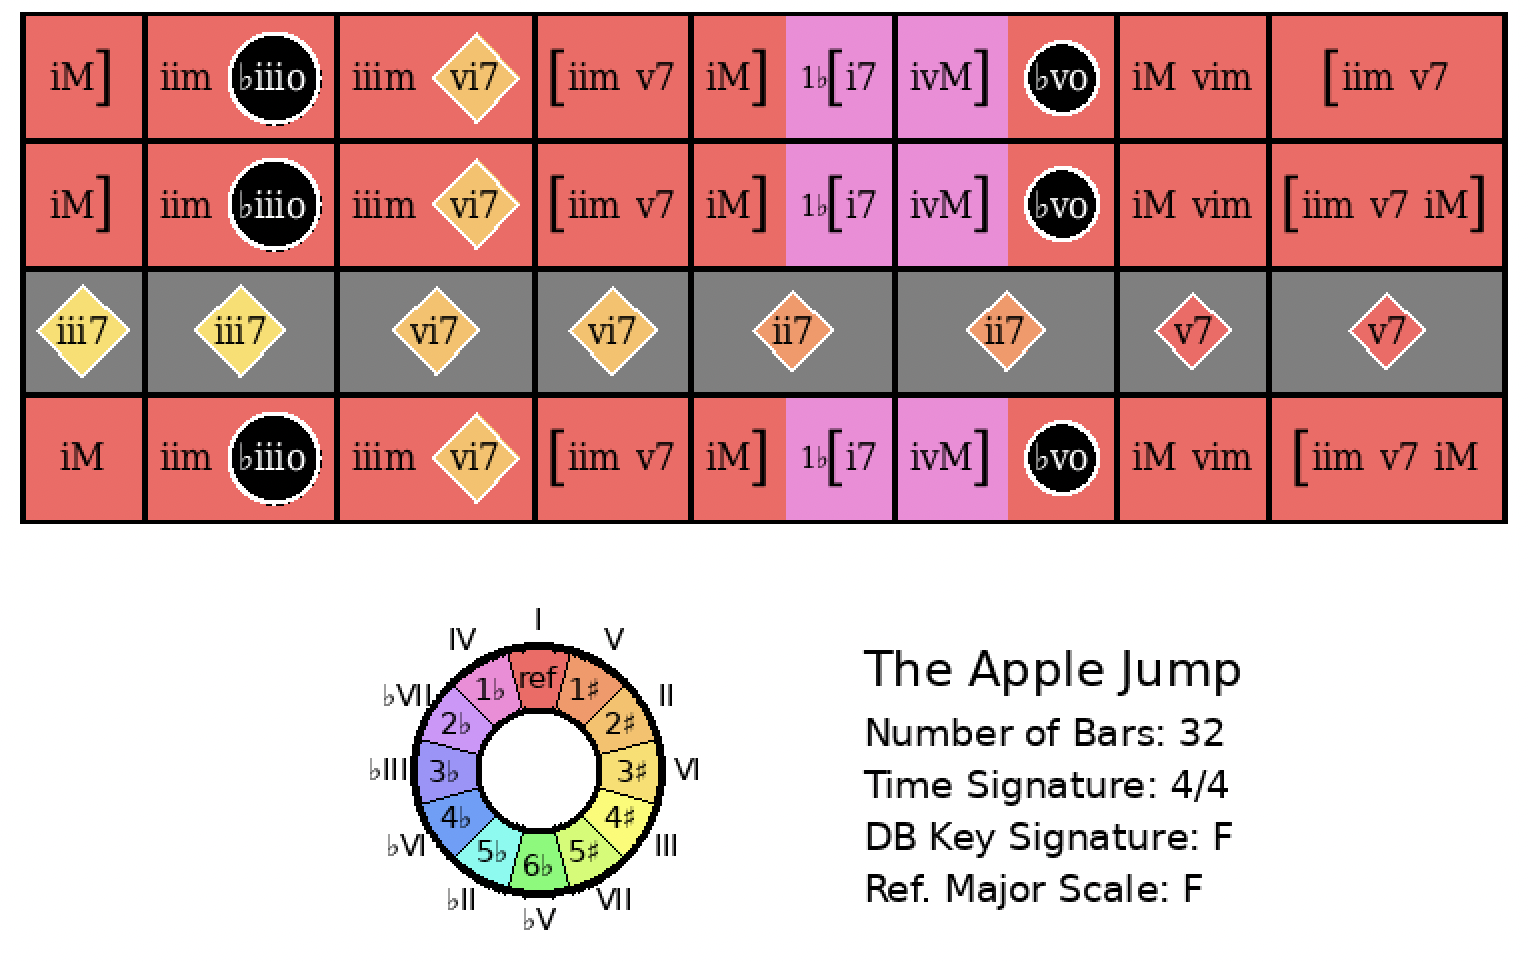 iM] iim ♭iiio iiim vi7 [iim v7 iM] 1♭[i7 ivM] ♭vo iM vim [iim v7
iM] iim ♭iiio iiim vi7 [iim v7 iM] 1♭[i7 ivM] ♭vo iM vim [iim v7 iM]
iii7 iii7 vi7 vi7 ii7 ii7 v7 v7
iM iim ♭iiio iiim vi7 [iim v7 iM] 1♭[i7 ivM] ♭vo iM vim [iim v7 iM
I
IV V
1♭ ref 1♯
♭VII II
2♭ 2♯
♭III 3♭ 3♯ VI
4♭ 4♯
♭VI III
5♭ 6♭ 5♯
♭II VII
♭V
The Apple Jump
Number of Bars: 32
Time Signature: 4/4
DB Key Signature: F
Ref. Major Scale: F